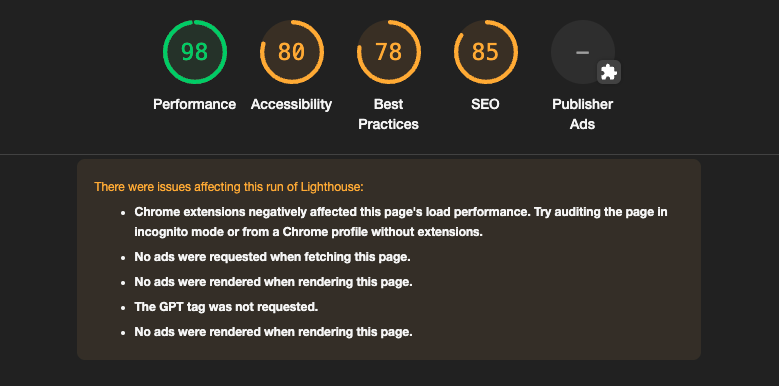 98 80 78 85 –
Performance Accessibility Best SEO Publisher
Practices Ads
There were issues affecting this run of Lighthouse:
• Chrome extensions negatively affected this page's load performance. Try auditing the page in
incognito mode or from a Chrome profile without extensions.
• No ads were requested when fetching this page.
• No ads were rendered when rendering this page.
• The GPT tag was not requested.
• No ads were rendered when rendering this page.